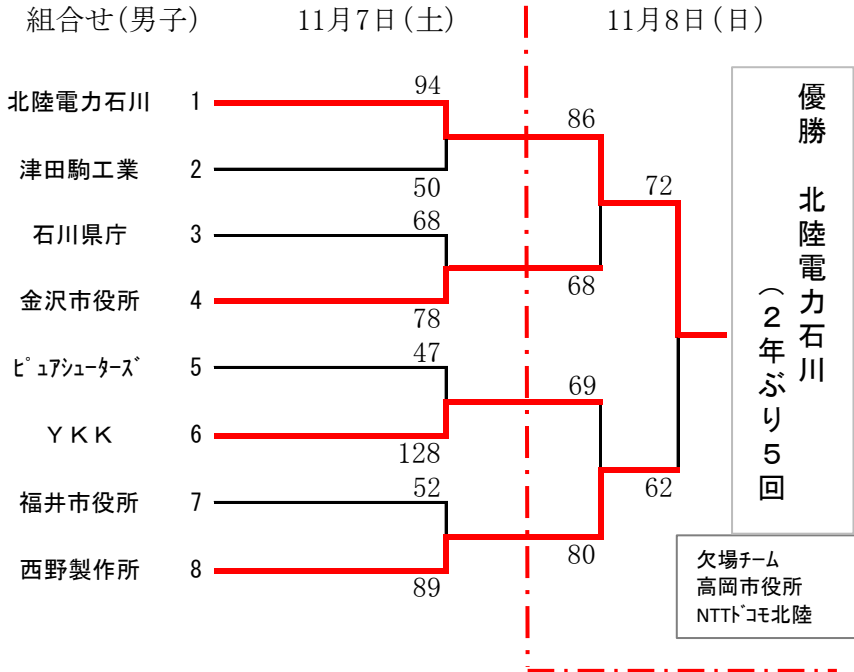 組合せ(男子)
11月7日(土)
11月8日(日)
北陸電力石川 1
94
86
津田駒工業 2
50
72
石川県庁 3
68
金沢市役所 4
78
68
ﾋﾟｭｱｼｭｰﾀｰｽﾞ 5
47
69
ＹＫＫ 6
128
福井市役所 7
52
62
西野製作所 8
89
80
優勝 北陸電力石川
(２年ぶり５回
欠場チーム
高岡市役所
NTTﾄﾞｺﾓ北陸